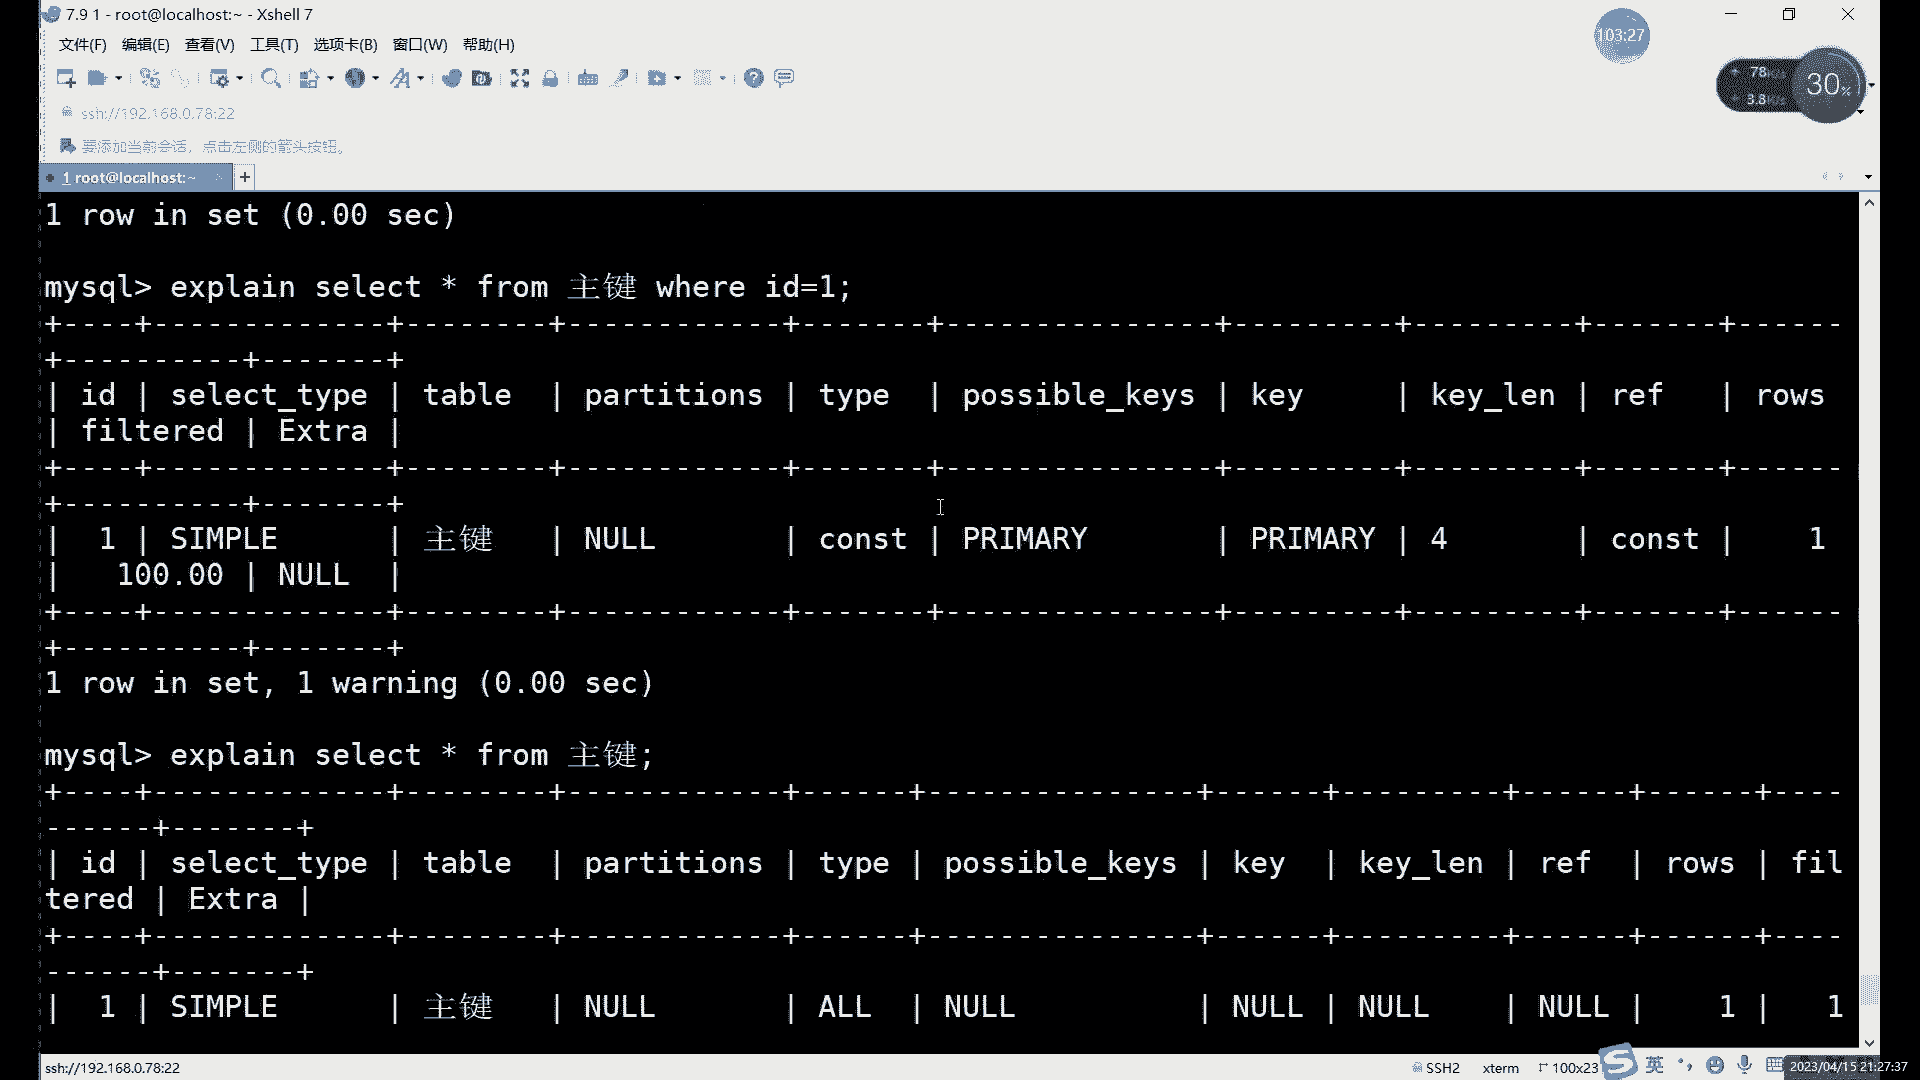 7.9 1 - root@localhost:~ - Xshell 7
103:27
文件(F) 编辑(E) 查看(V) 工具(T) 选项卡(B) 窗口(W) 帮助(H)
78K/s
3.8K/s
30%
ssh://192.168.0.78:22
要添加当前会话，点击左侧的箭头按钮。
1 root@localhost:~
+
1 row in set (0.00 sec)
mysql> explain select * from 主键 where id=1;
+----+-------------+--------+------------+-------+---------------+---------+---------+-------+------
+----------+-------+
| id | select_type | table  | partitions | type  | possible_keys | key     | key_len | ref   | rows
| filtered | Extra |
+----+-------------+--------+------------+-------+---------------+---------+---------+-------+------
+----------+-------+
|  1 | SIMPLE      | 主键   | NULL       | const | PRIMARY       | PRIMARY | 4       | const |    1
|   100.00 | NULL  |
+----+-------------+--------+------------+-------+---------------+---------+---------+-------+------
+----------+-------+
1 row in set, 1 warning (0.00 sec)
mysql> explain select * from 主键;
+----+-------------+--------+------------+------+---------------+------+---------+------+------+----
------+-------+
| id | select_type | table  | partitions | type | possible_keys | key  | key_len | ref  | rows | fil
tered | Extra |
+----+-------------+--------+------------+------+---------------+------+---------+------+------+----
------+-------+
|  1 | SIMPLE      | 主键   | NULL       | ALL  | NULL          | NULL | NULL    | NULL |    1 |   1
ssh://192.168.0.78:22
SSH2 xterm 100x23
英
2023/04/15 21:27:37